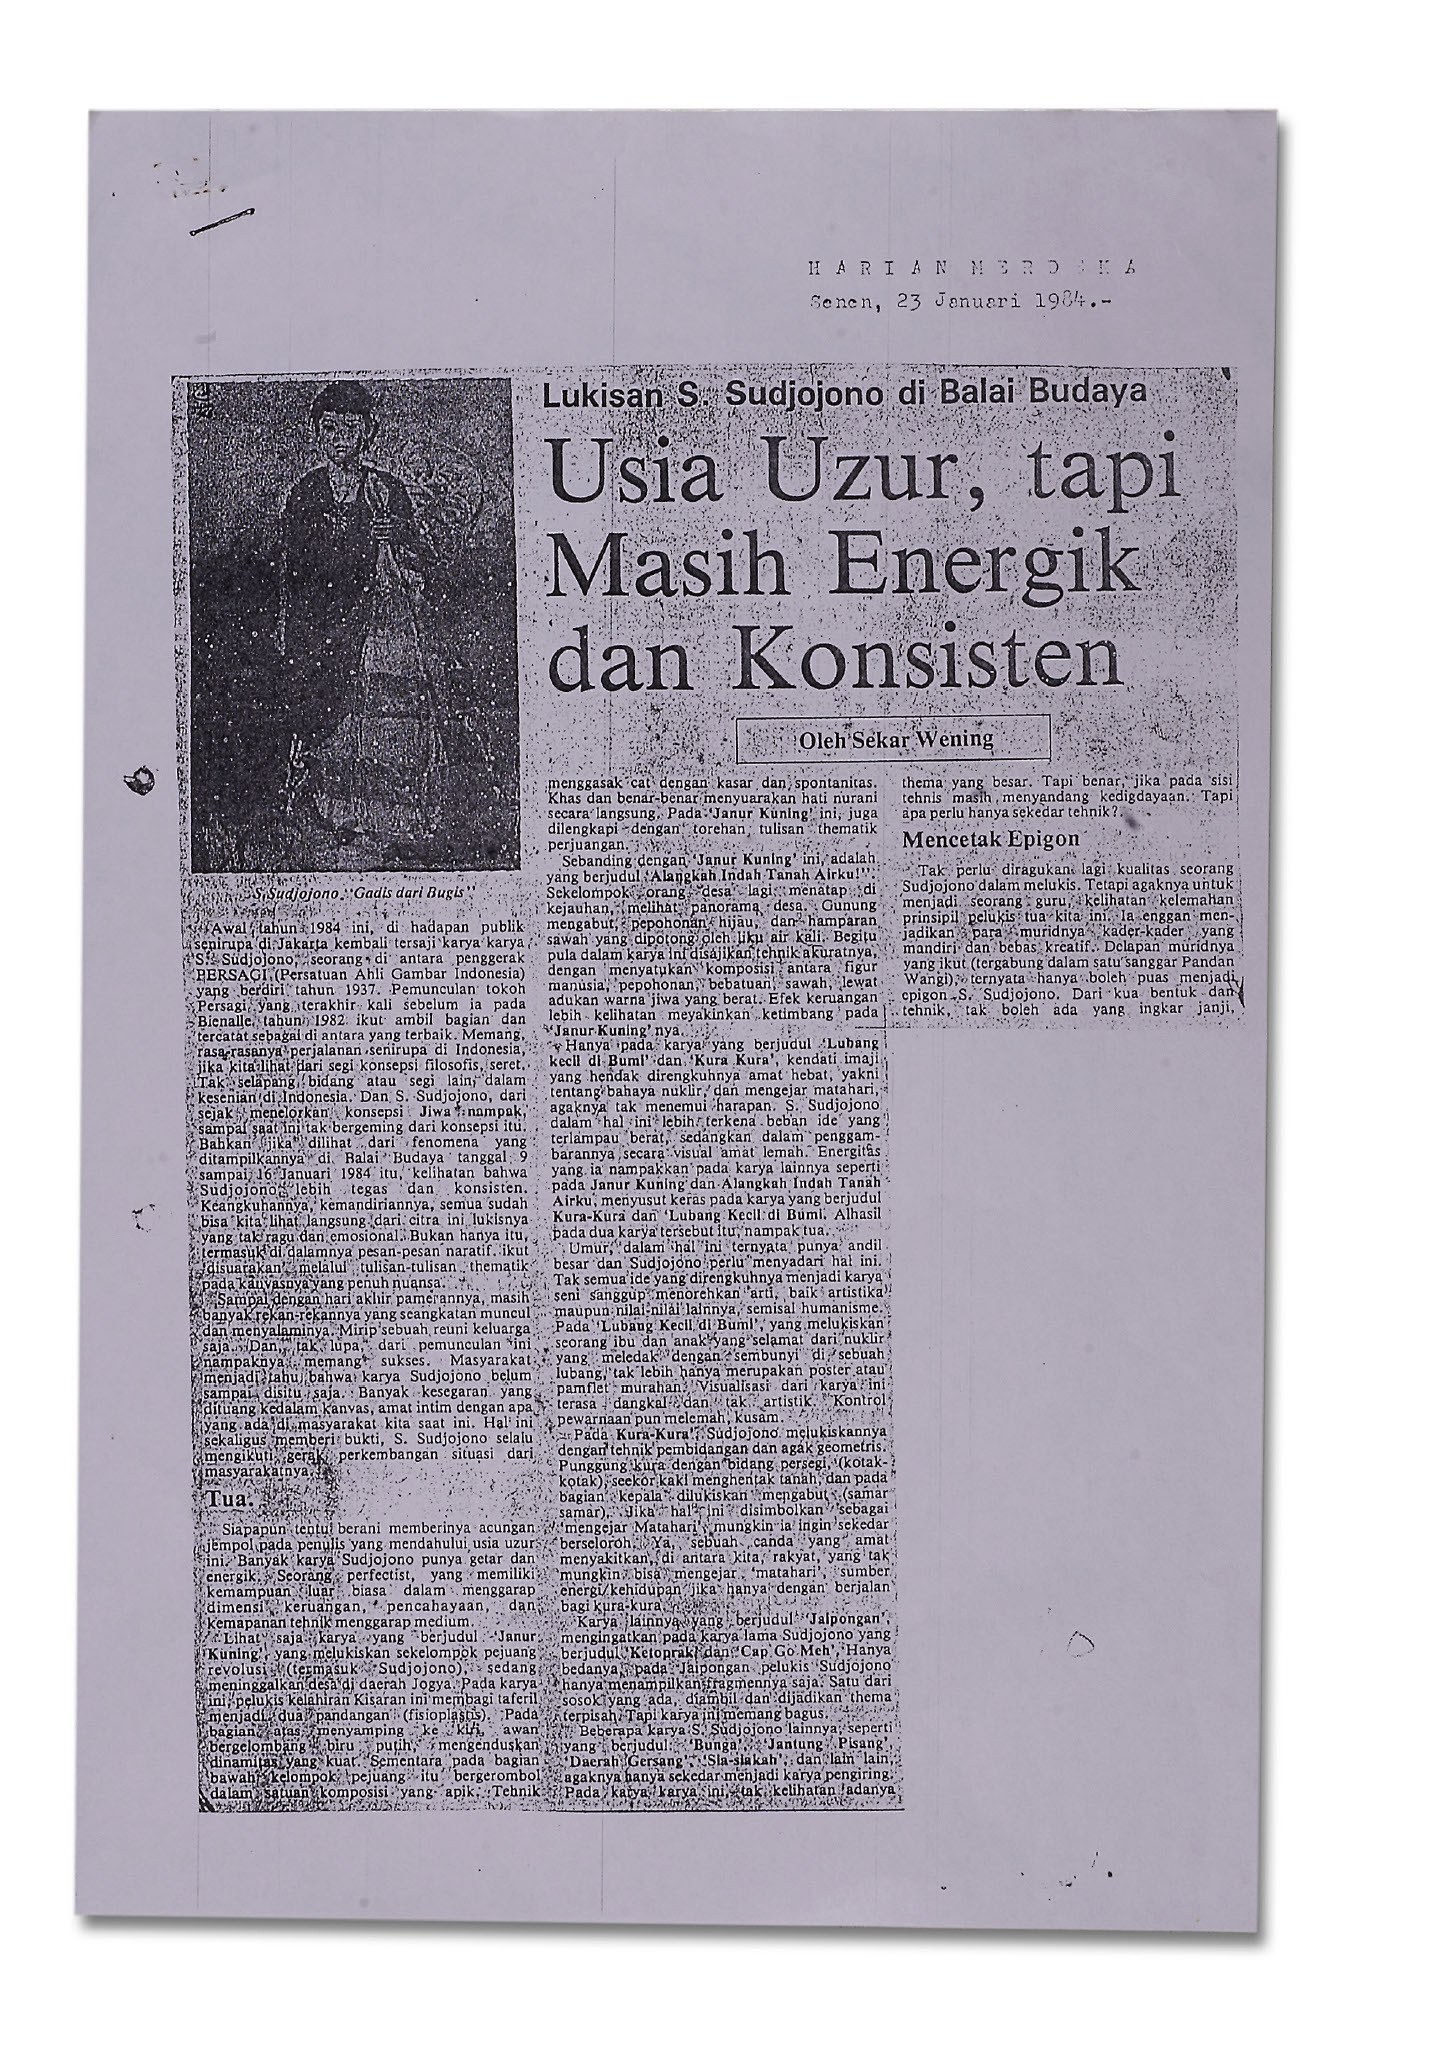 HARIAN MERDEKA
Senen, 23 Januari 1984.-
Lukisan S. Sudjojono di Balai Budaya
Usia Uzur, tapi
Masih Energik
dan Konsisten
Oleh Sekar Wening
S. Sudjojono "Gadis dari Bugis"
Awal tahun 1984 ini, di hadapan publik
senirupa di Jakarta kembali tersaji karya karya
S. Sudjojono, seorang di antara penggerak
PERSAGI (Persatuan Ahli Gambar Indonesia)
yang berdiri tahun 1937. Pemunculan tokoh
Persagi yang terakhir kali sebelum ia pada
Bienalle tahun 1982 ikut ambil bagian dan
tercatat sebagai di antara yang terbaik. Memang,
rasa-rasanya perjalanan senirupa di Indonesia,
jika kita lihat dari segi konsepsi filosofis, seret.
Tak selapang bidang atau segi lain dalam
kesenian di Indonesia. Dan S. Sudjojono, dari
sejak menelorkan konsepsi Jiwa nampak,
sampai saat ini tak bergeming dari konsepsi itu.
Bahkan jika dilihat dari fenomena yang
ditampilkannya di Balai Budaya tanggal 9
sampai 16 Januari 1984 itu, kelihatan bahwa
Sudjojono lebih tegas dan konsisten.
Keangkuhannya, kemandiriannya, semua sudah
bisa kita lihat langsung dari citra ini lukisnya
yang tak ragu dan emosional. Bukan hanya itu,
termasuk di dalamnya pesan-pesan naratif ikut
disuarakan melalui tulisan-tulisan thematik
pada kanvasnya yang penuh nuansa.
Sampai dengan hari akhir pamerannya, masih
banyak rekan-rekannya yang seangkatan muncul
dan menyalaminya. Mirip sebuah reuni keluarga
saja. Dan tak lupa, dari pemunculan ini
nampaknya memang sukses. Masyarakat
menjadi tahu bahwa karya Sudjojono belum
sampai disitu saja. Banyak kesegaran yang
dituang kedalam kanvas, amat intim dengan apa
yang ada di masyarakat kita saat ini. Hal ini
sekaligus memberi bukti, S. Sudjojono selalu
mengikuti gerak perkembangan situasi dari
masyarakatnya.
Tua.
Siapapun tentu berani memberinya acungan
jempol pada penulis yang mendahului usia uzur
ini. Banyak karya Sudjojono punya getar dan
energik. Seorang perfectist, yang memiliki
kemampuan luar biasa dalam menggarap
dimensi keruangan, pencahayaan, dan
kemapanan tehnik menggarap medium.
Lihat saja karya yang berjudul 'Janur
Kuning', yang melukiskan sekelompok pejuang
revolusi (termasuk Sudjojono), sedang
meninggalkan desa di daerah Jogya. Pada karya
ini, pelukis kelahiran Kisaran ini membagi taferil
menjadi dua pandangan (fisioplastis). Pada
bagian atas menyamping ke kiri, awan
bergelombang biru putih mengenduskan
dinamitas yang kuat. Sementara pada bagian
bawah kelompok pejuang itu bergerombol
dalam satuan komposisi yang apik. Tehnik
menggasak cat dengan kasar dan spontanitas.
Khas dan benar-benar menyuarakan hati nurani
secara langsung. Pada 'Janur Kuning' ini, juga
dilengkapi dengan torehan tulisan thematik
perjuangan.
Sebanding dengan 'Janur Kuning' ini, adalah
yang berjudul 'Alangkah Indah Tanah Airku!'
Sekelompok orang desa lagi menatap di
kejauhan, melihat panorama desa. Gunung
mengabut, pepohonan hijau, dan hamparan
sawah yang dipotong oleh liku air kali. Begitu
pula dalam karya ini disajikan tehnik akuratnya,
dengan menyatukan komposisi antara figur
manusia, pepohonan, bebatuan, sawah, lewat
adukan warna jiwa yang berat. Efek keruangan
lebih kelihatan meyakinkan ketimbang pada
'Janur Kuning' nya.
Hanya pada karya yang berjudul 'Lubang
kecil di Bumi' dan 'Kura Kura', kendati imaji
yang hendak direngkuhnya amat hebat, yakni
tentang bahaya nuklir, dan mengejar matahari,
agaknya tak menemui harapan. S. Sudjojono
dalam hal ini lebih terkena beban ide yang
terlampau berat, sedangkan dalam penggam-
barannya secara visual amat lemah. Energitas
yang ia nampakkan pada karya lainnya seperti
pada Janur Kuning dan Alangkah Indah Tanah
Airku, menyusut keras pada karya yang berjudul
Kura-Kura dan 'Lubang Kecil di Bumi. Alhasil
pada dua karya tersebut itu, nampak tua.
Umur, dalam hal ini ternyata punya andil
besar dan Sudjojono perlu menyadari hal ini.
Tak semua ide yang direngkuhnya menjadi karya
seni sanggup menorehkan arti, baik artistika
maupun nilai-nilai lainnya, semisal humanisme.
Pada 'Lubang Kecil di Bumi', yang melukiskan
seorang ibu dan anak yang selamat dari nuklir
yang meledak dengan sembunyi di sebuah
lubang, tak lebih hanya merupakan poster atau
pamflet murahan. Visualisasi dari karya ini
terasa dangkal dan tak artistik. Kontrol
pewarnaan pun melemah, kusam.
Pada Kura-Kura', Sudjojono melukiskannya
dengan tehnik pembidangan dan agak geometris.
Punggung kura dengan bidang persegi, (kotak-
kotak), seekor kaki menghentak tanah, dan pada
bagian kepala dilukiskan mengabut (samar
samar). Jika hal ini disimbolkan sebagai
'mengejar Matahari', mungkin ia ingin sekedar
berseloroh. Ya, sebuah canda yang amat
menyakitkan, di antara kita, rakyat, yang tak
mungkin bisa mengejar 'matahari', sumber
energi/kehidupan jika hanya dengan berjalan
bagi kura-kura.
Karya lainnya yang berjudul 'Jaipongan',
mengingatkan pada karya lama Sudjojono yang
berjudul 'Ketoprak' dan 'Cap Go Meh', Hanya
bedanya, pada Jaipongan pelukis Sudjojono
hanya menampilkan fragmennya saja. Satu dari
sosok yang ada, diambil dan dijadikan thema
terpisah. Tapi karya ini memang bagus.
Beberapa karya S. Sudjojono lainnya, seperti
yang berjudul 'Bunga', 'Jantung Pisang',
'Daerah Gersang', 'Sia-siakah', dan lain lain
agaknya hanya sekedar menjadi karya pengiring.
Pada karya karya ini, tak kelihatan adanya
thema yang besar. Tapi benar, jika pada sisi
tehnis masih menyandang kedigdayaan. Tapi
apa perlu hanya sekedar tehnik?
Mencetak Epigon
Tak perlu diragukan lagi kualitas seorang
Sudjojono dalam melukis. Tetapi agaknya untuk
menjadi seorang guru, kelihatan kelemahan
prinsipil pelukis tua kita ini. Ia enggan men-
jadikan para muridnya kader-kader yang
mandiri dan bebas kreatif. Delapan muridnya
yang ikut (tergabung dalam satu sanggar Pandan
Wangi), ternyata hanya boleh puas menjadi
epigon S. Sudjojono. Dari kua bentuk dan
tehnik, tak boleh ada yang ingkar janji,